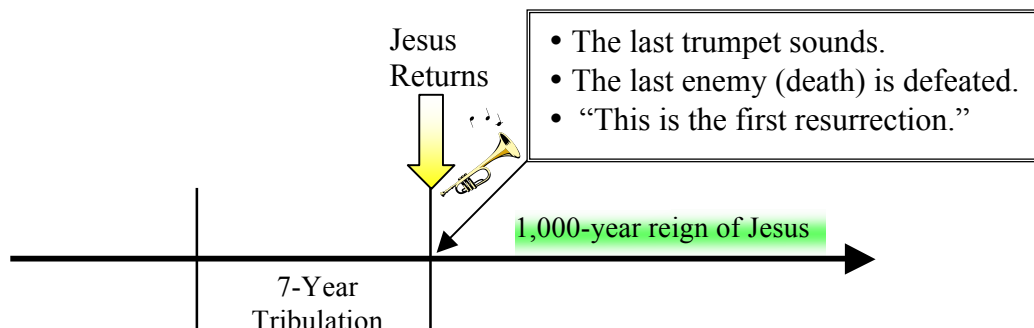 Jesus
Returns
• The last trumpet sounds.
• The last enemy (death) is defeated.
• “This is the first resurrection.”
1,000-year reign of Jesus
7-Year
Tribulation